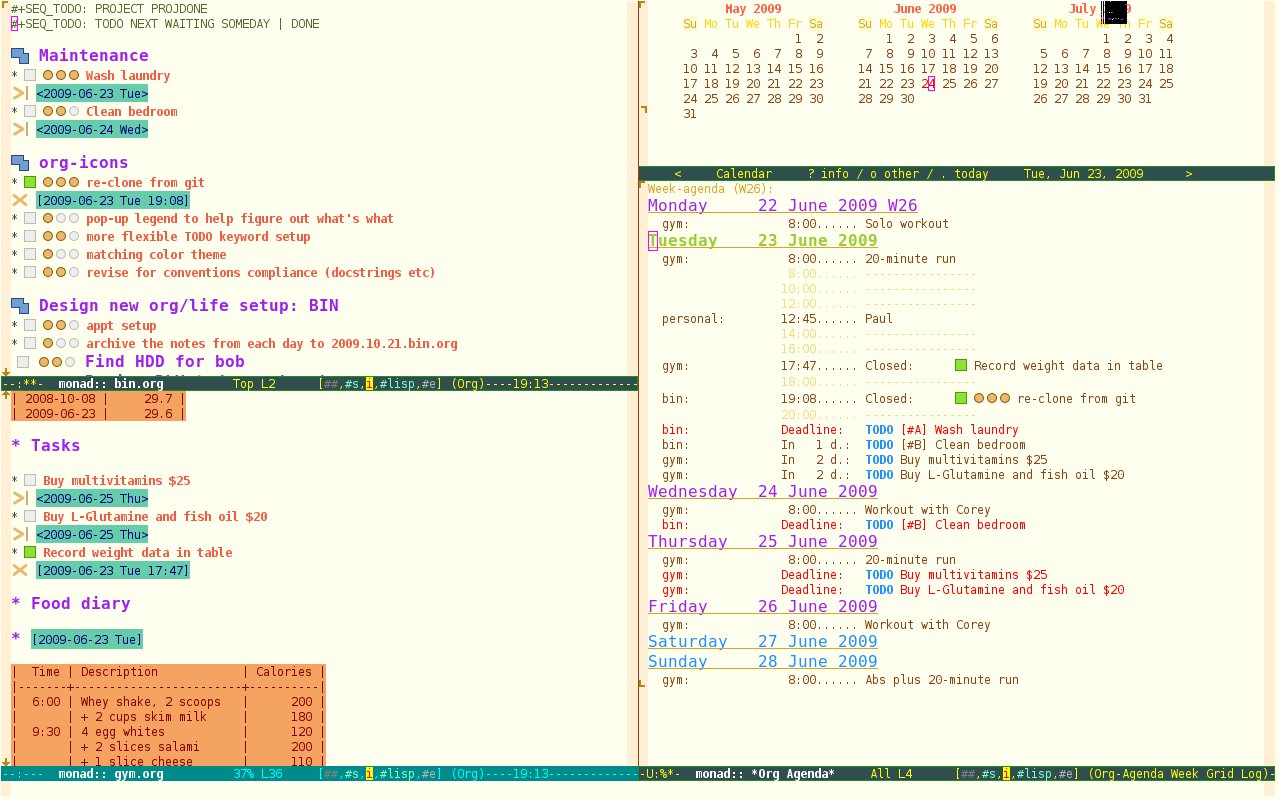 #+SEQ_TODO: PROJECT PROJDONE
#+SEQ_TODO: TODO NEXT WAITING SOMEDAY | DONE
Maintenance
* Wash laundry
>| <2009-06-23 Tue>
* Clean bedroom
>| <2009-06-24 Wed>
org-icons
* re-clone from git
[2009-06-23 Tue 19:08]
* pop-up legend to help figure out what's what
* more flexible TODO keyword setup
* matching color theme
* revise for conventions compliance (docstrings etc)
Design new org/life setup: BIN
* appt setup
* archive the notes from each day to 2009.10.21.bin.org
Find HDD for bob
--:**- monad:: bin.org Top L2 [##,#s,i,#lisp,#e] (Org)----19:13-------------
| 2008-10-08 | 29.7 |
| 2009-06-23 | 29.6 |
* Tasks
* Buy multivitamins $25
>| <2009-06-25 Thu>
* Buy L-Glutamine and fish oil $20
>| <2009-06-25 Thu>
* Record weight data in table
[2009-06-23 Tue 17:47]
* Food diary
* [2009-06-23 Tue]
| Time | Description | Calories |
|-------+------------------------+----------|
| 6:00 | Whey shake, 2 scoops | 200 |
| | + 2 cups skim milk | 180 |
| 9:30 | 4 egg whites | 120 |
| | + 2 slices salami | 200 |
| | + 1 slice cheese | 110 |
--:--- monad:: gym.org 37% L36 [##,#s,i,#lisp,#e] (Org)----19:13-------------
May 2009 June 2009 July 9
Su Mo Tu We Th Fr Sa Su Mo Tu We Th Fr Sa Su Mo Tu We Th Fr Sa
1 2 1 2 3 4 5 6 1 2 3 4
3 4 5 6 7 8 9 7 8 9 10 11 12 13 5 6 7 8 9 10 11
10 11 12 13 14 15 16 14 15 16 17 18 19 20 12 13 14 15 16 17 18
17 18 19 20 21 22 23 21 22 23 24 25 26 27 19 20 21 22 23 24 25
24 25 26 27 28 29 30 28 29 30 26 27 28 29 30 31
31
< Calendar ? info / o other / . today Tue, Jun 23, 2009 >
Week-agenda (W26):
Monday 22 June 2009 W26
gym: 8:00...... Solo workout
Tuesday 23 June 2009
gym: 8:00...... 20-minute run
8:00...... ----------------
10:00...... ----------------
12:00...... ----------------
personal: 12:45...... Paul
14:00...... ----------------
16:00...... ----------------
gym: 17:47...... Closed: Record weight data in table
18:00...... ----------------
bin: 19:08...... Closed: re-clone from git
20:00...... ----------------
bin: Deadline: TODO [#A] Wash laundry
bin: In 1 d.: TODO [#B] Clean bedroom
gym: In 2 d.: TODO Buy multivitamins $25
gym: In 2 d.: TODO Buy L-Glutamine and fish oil $20
Wednesday 24 June 2009
gym: 8:00...... Workout with Corey
bin: Deadline: TODO [#B] Clean bedroom
Thursday 25 June 2009
gym: 8:00...... 20-minute run
gym: Deadline: TODO Buy multivitamins $25
gym: Deadline: TODO Buy L-Glutamine and fish oil $20
Friday 26 June 2009
gym: 8:00...... Workout with Corey
Saturday 27 June 2009
Sunday 28 June 2009
gym: 8:00...... Abs plus 20-minute run
-U:%*- monad:: *Org Agenda* All L4 [##,#s,i,#lisp,#e] (Org-Agenda Week Grid Log)-